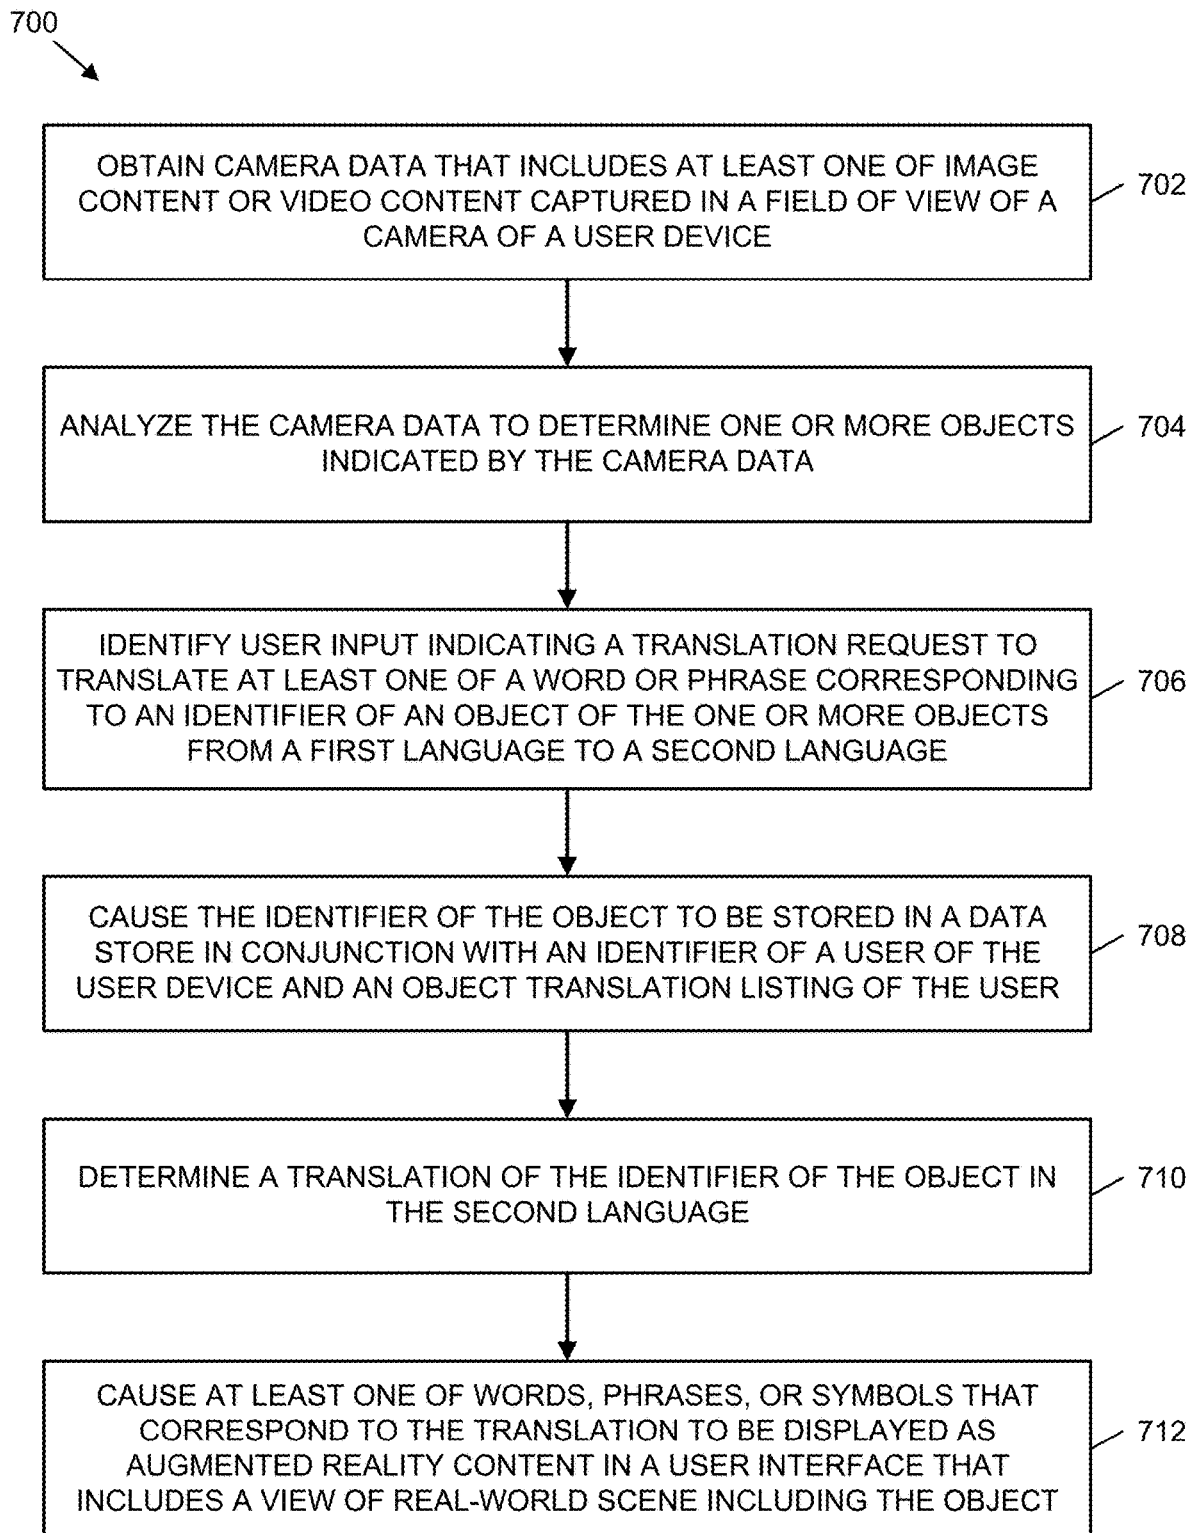 700
OBTAIN CAMERA DATA THAT INCLUDES AT LEAST ONE OF IMAGE
CONTENT OR VIDEO CONTENT CAPTURED IN A FIELD OF VIEW OF A
CAMERA OF A USER DEVICE
702
ANALYZE THE CAMERA DATA TO DETERMINE ONE OR MORE OBJECTS
INDICATED BY THE CAMERA DATA
704
IDENTIFY USER INPUT INDICATING A TRANSLATION REQUEST TO
TRANSLATE AT LEAST ONE OF A WORD OR PHRASE CORRESPONDING
TO AN IDENTIFIER OF AN OBJECT OF THE ONE OR MORE OBJECTS
FROM A FIRST LANGUAGE TO A SECOND LANGUAGE
706
CAUSE THE IDENTIFIER OF THE OBJECT TO BE STORED IN A DATA
STORE IN CONJUNCTION WITH AN IDENTIFIER OF A USER OF THE
USER DEVICE AND AN OBJECT TRANSLATION LISTING OF THE USER
708
DETERMINE A TRANSLATION OF THE IDENTIFIER OF THE OBJECT IN
THE SECOND LANGUAGE
710
CAUSE AT LEAST ONE OF WORDS, PHRASES, OR SYMBOLS THAT
CORRESPOND TO THE TRANSLATION TO BE DISPLAYED AS
AUGMENTED REALITY CONTENT IN A USER INTERFACE THAT
INCLUDES A VIEW OF REAL-WORLD SCENE INCLUDING THE OBJECT
712